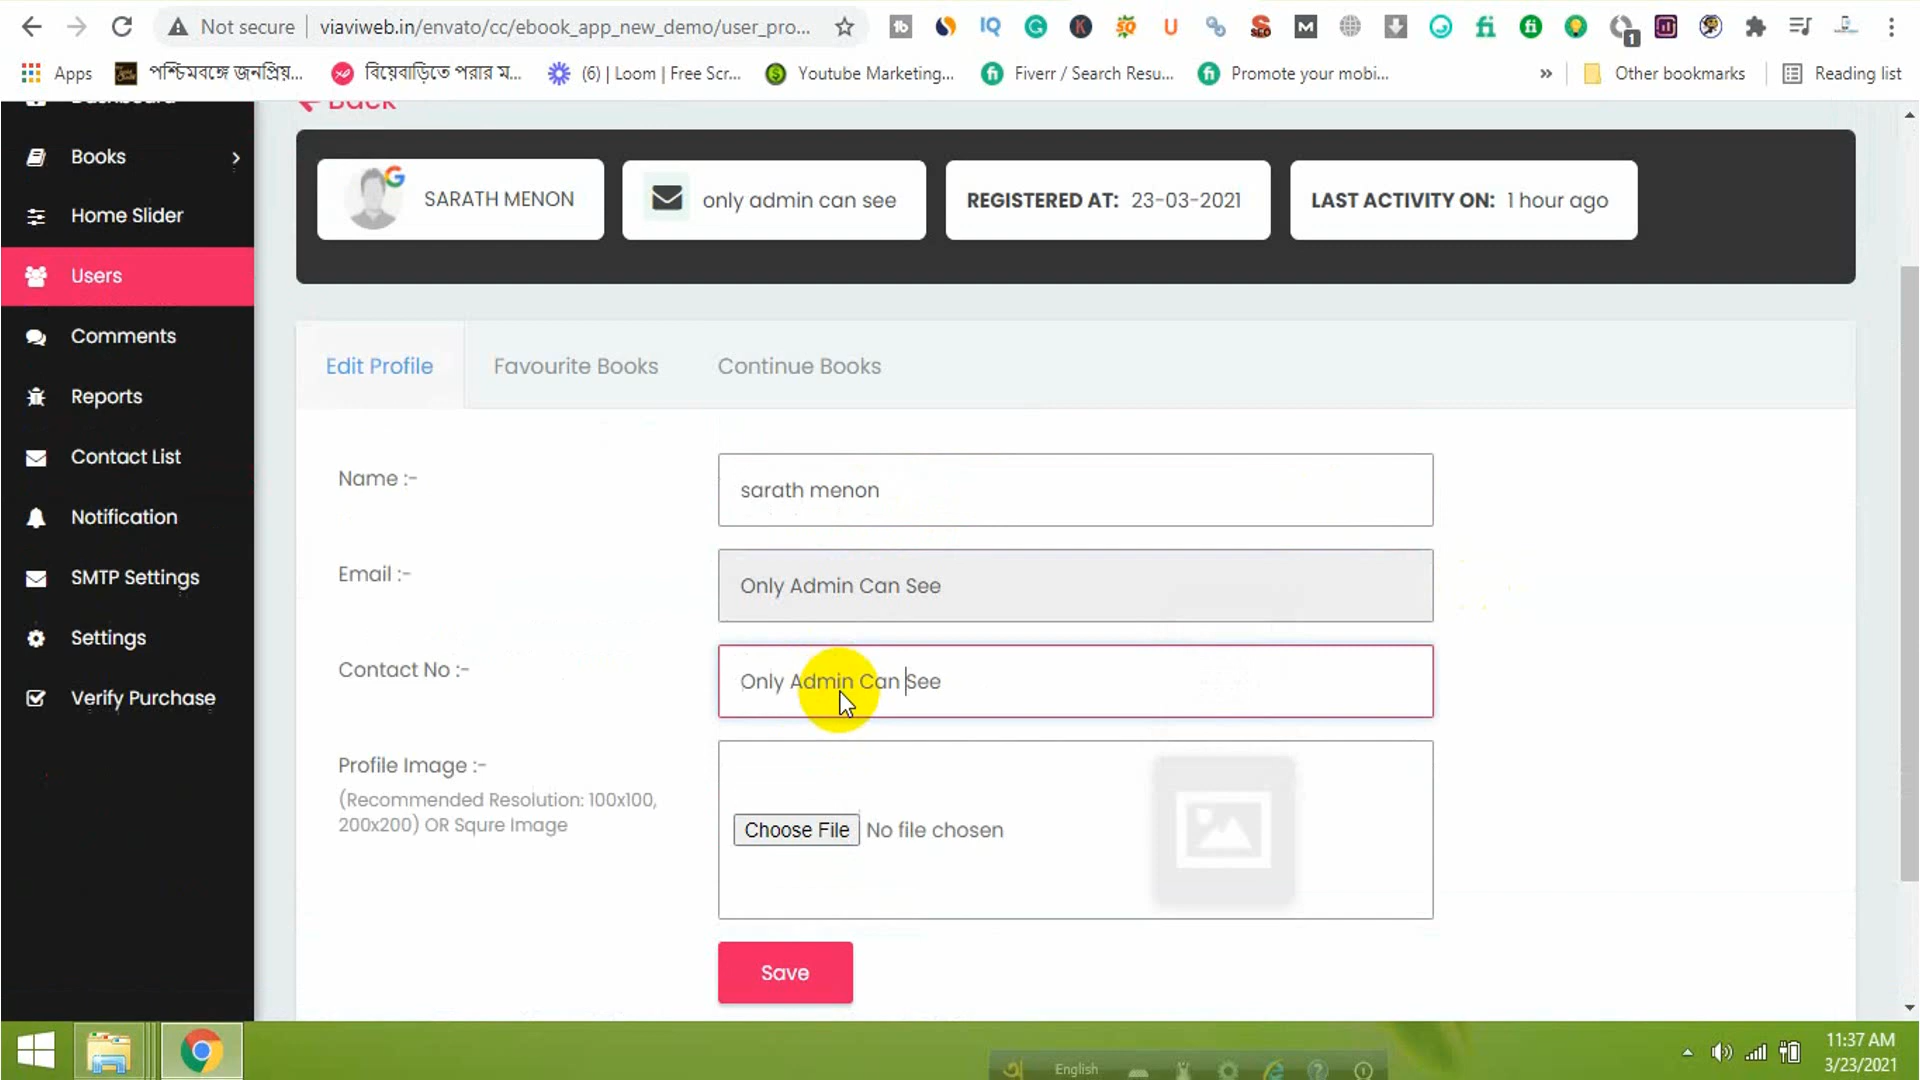 Not secure | viaviweb.in/envato/cc/ebook_app_new_demo/user_pro...
Apps পশ্চিমবঙ্গে জনপ্রিয়... বিয়েবাড়িতে পরার ম... (6) | Loom | Free Scr... Youtube Marketing... Fiverr / Search Resu... Promote your mobi... » Other bookmarks Reading list
Dashboard
Back
Books
Home Slider
Users
Comments
Reports
Contact List
Notification
SMTP Settings
Settings
Verify Purchase
SARATH MENON
only admin can see
REGISTERED AT: 23-03-2021
LAST ACTIVITY ON: 1 hour ago
Edit Profile Favourite Books Continue Books
Name :- sarath menon
Email :- Only Admin Can See
Contact No :- Only Admin Can See
Profile Image :-
(Recommended Resolution: 100x100,
200x200) OR Squre Image
Choose File No file chosen
Save
English
11:37 AM
3/23/2021